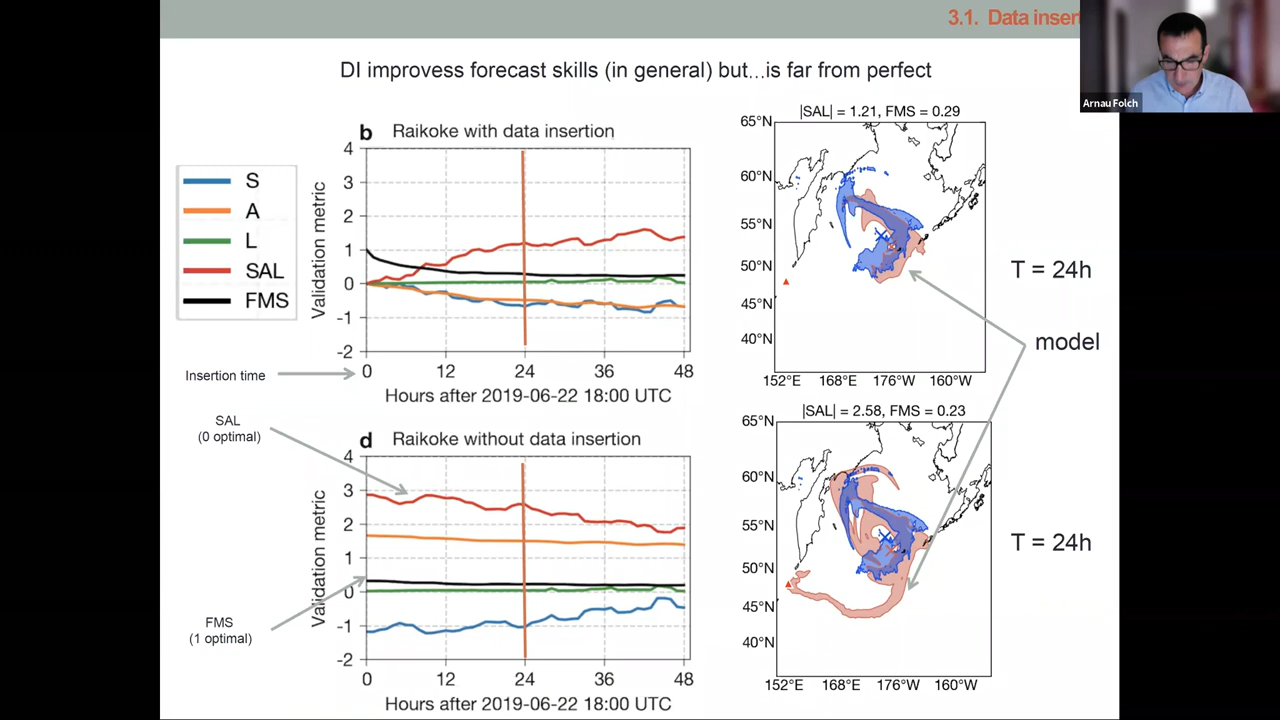 3.1. Data insert
Arnau Folch
DI improvess forecast skills (in general) but...is far from perfect
b Raikoke with data insertion
S
A
L
SAL
FMS
Validation metric
4
3
2
1
0
-1
-2
0 12 24 36 48
Hours after 2019-06-22 18:00 UTC
Insertion time
|SAL| = 1.21, FMS = 0.29
65°N
60°N
55°N
50°N
45°N
40°N
152°E 168°E 176°W 160°W
T = 24h
model
SAL
(0 optimal)
FMS
(1 optimal)
d Raikoke without data insertion
Validation metric
4
3
2
1
0
-1
-2
0 12 24 36 48
Hours after 2019-06-22 18:00 UTC
|SAL| = 2.58, FMS = 0.23
65°N
60°N
55°N
50°N
45°N
40°N
152°E 168°E 176°W 160°W
T = 24h